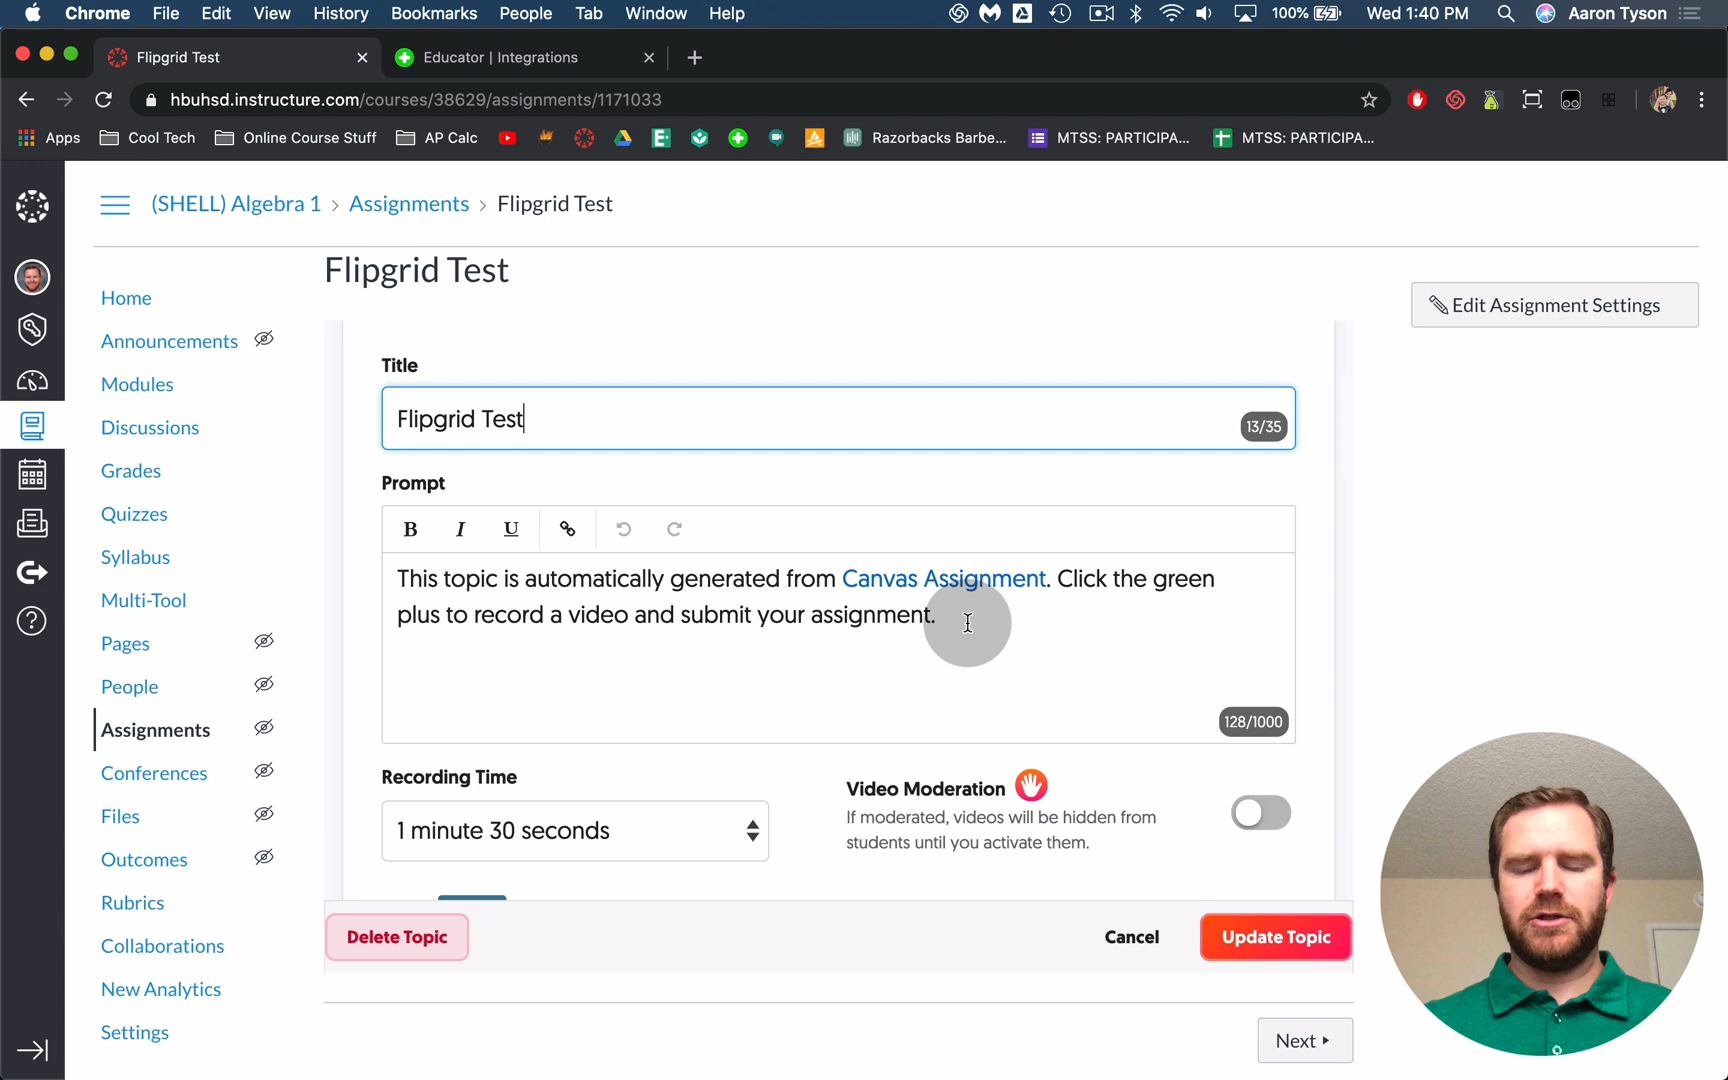 Chrome File Edit View History Bookmarks People Tab Window Help 100% Wed 1:40 PM Aaron Tyson
Flipgrid Test Educator | Integrations
hbuhsd.instructure.com/courses/38629/assignments/1171033
Apps Cool Tech Online Course Stuff AP Calc Razorbacks Barbe... MTSS: PARTICIPA... MTSS: PARTICIPA...
(SHELL) Algebra 1 › Assignments › Flipgrid Test
Flipgrid Test
Edit Assignment Settings
Home
Announcements
Modules
Discussions
Grades
Quizzes
Syllabus
Multi-Tool
Pages
People
Assignments
Conferences
Files
Outcomes
Rubrics
Collaborations
New Analytics
Settings
Title
Flipgrid Test
13/35
Prompt
B I U
This topic is automatically generated from Canvas Assignment. Click the green
plus to record a video and submit your assignment.
128/1000
Recording Time
1 minute 30 seconds
Video Moderation
If moderated, videos will be hidden from
students until you activate them.
Delete Topic
Cancel
Update Topic
Next